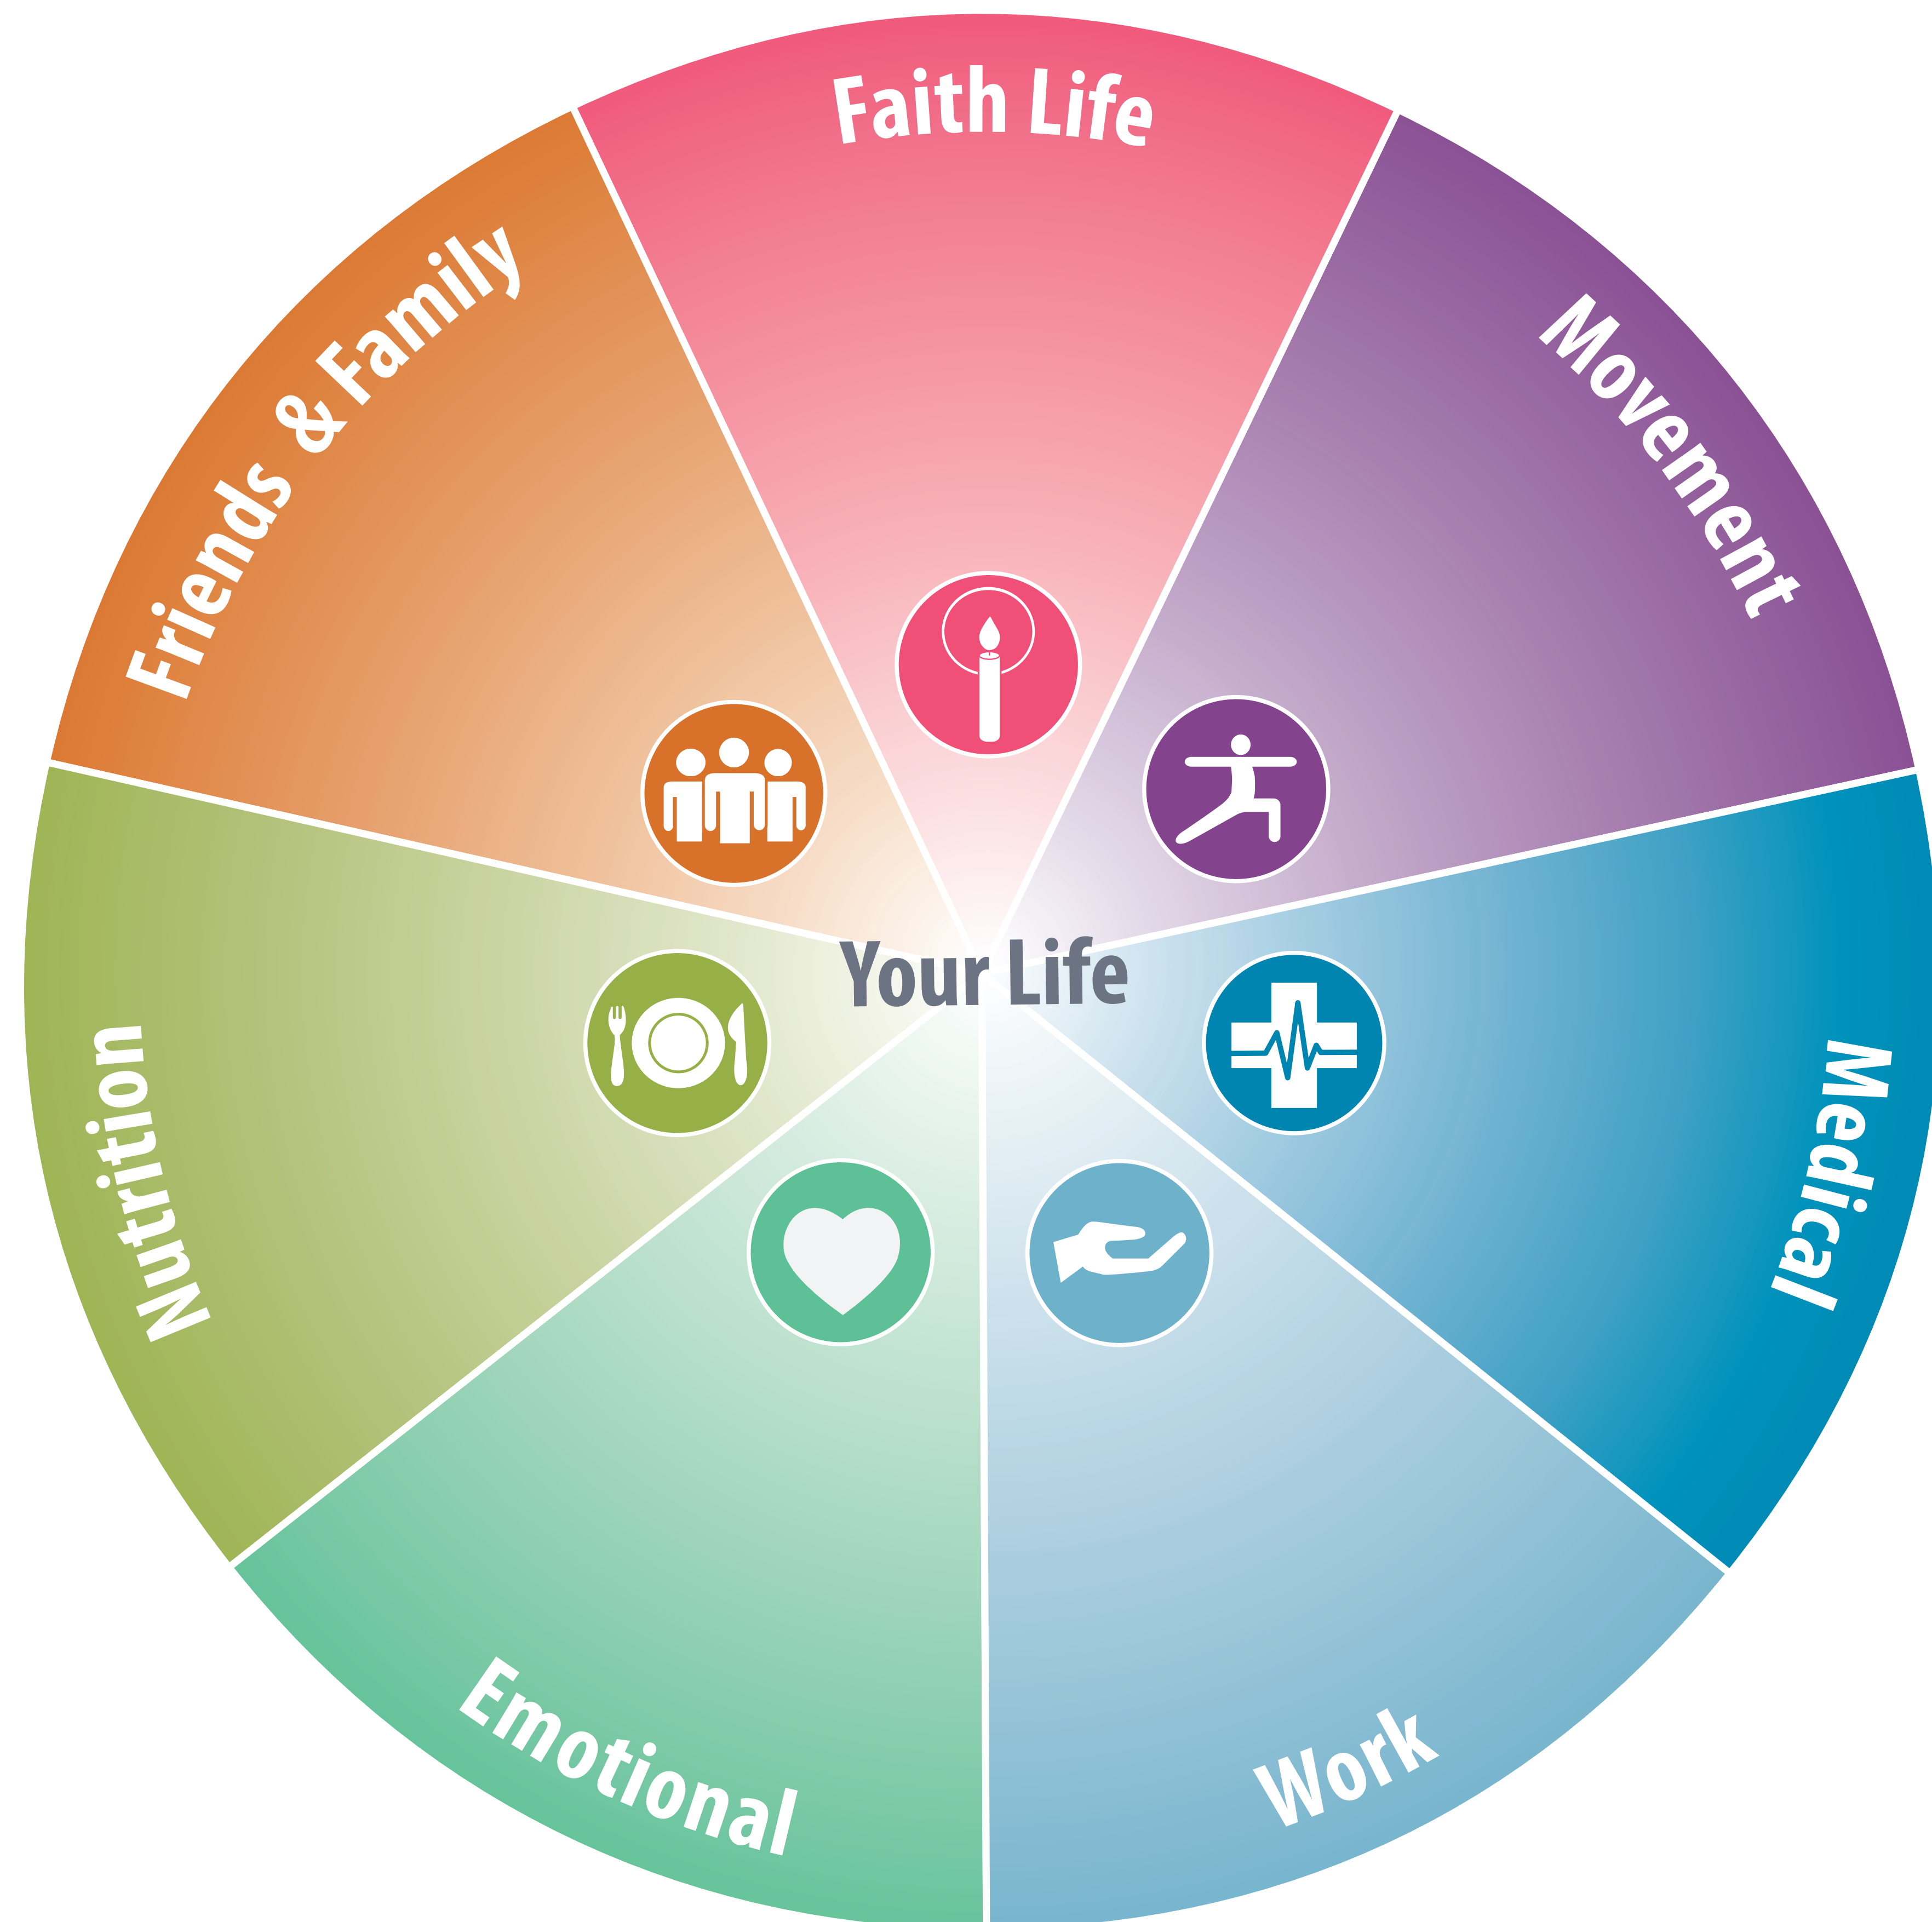 Faith Life
Movement
Medical
Work
Emotional
Nutrition
Friends & Family
Your Life